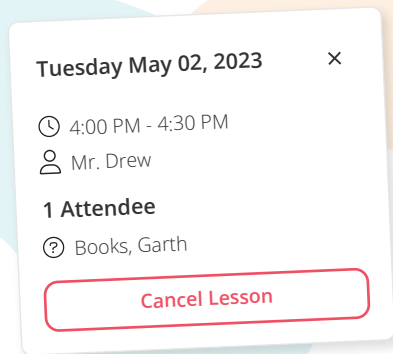 Tuesday May 02, 2023
4:00 PM - 4:30 PM
Mr. Drew
1 Attendee
Books, Garth
Cancel Lesson